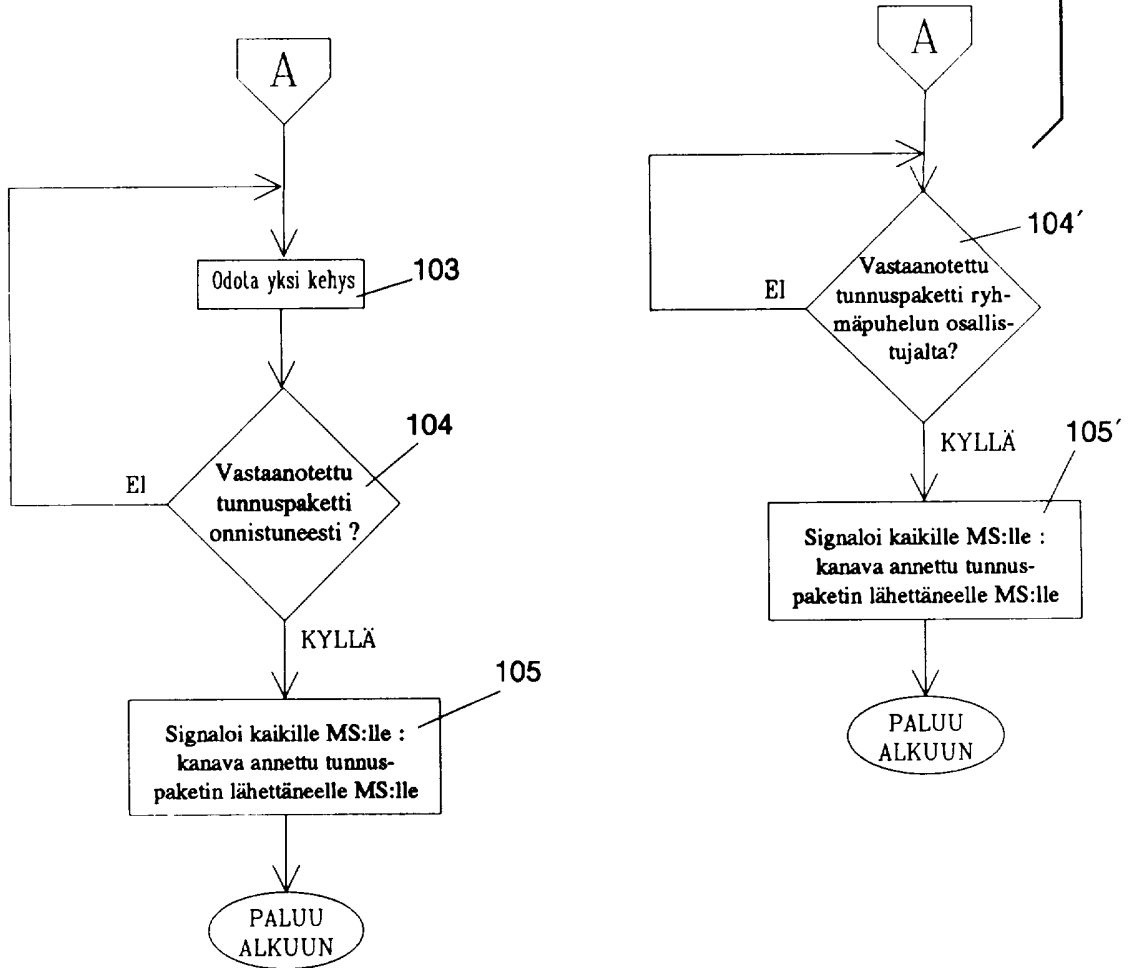 A
Odota yksi kehys
103
104
Vastaanotettu
tunnuspaketti
onnistuneesti ?
EI
KYLLÄ
105
Signaloi kaikille MS:lle :
kanava annettu tunnus-
paketin lähettäneelle MS:lle
PALUU
ALKUUN
A
104′
Vastaanotettu
tunnuspaketti ryh-
mäpuhelun osallis-
tujalta?
EI
KYLLÄ
105′
Signaloi kaikille MS:lle :
kanava annettu tunnus-
paketin lähettäneelle MS:lle
PALUU
ALKUUN